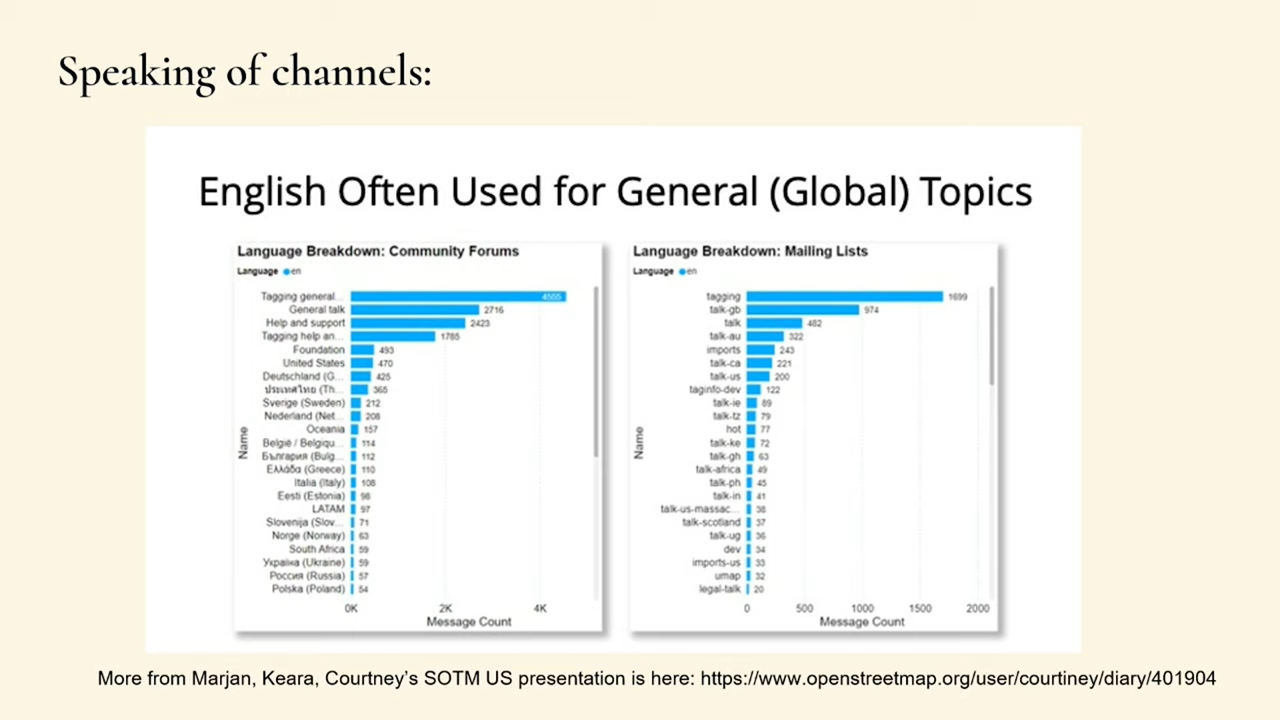 Speaking of channels:
English Often Used for General (Global) Topics
Language Breakdown: Community Forums
Language en
Name
Tagging general... 4555
General talk 2716
Help and support 2423
Tagging help an... 1785
Foundation 493
United States 470
Deutschland (G... 425
ประเทศไทย (Th... 365
Sverige (Sweden) 212
Nederland (Net... 208
Oceania 157
België / Belgiqu... 114
България (Bulg... 112
Ελλάδα (Greece) 110
Italia (Italy) 108
Eesti (Estonia) 98
LATAM 97
Slovenija (Slov... 71
Norge (Norway) 63
South Africa 59
Україна (Ukraine) 59
Россия (Russia) 57
Polska (Poland) 54
0K 2K 4K
Message Count
Language Breakdown: Mailing Lists
Language en
Name
tagging 1699
talk-gb 974
talk 482
talk-au 322
imports 243
talk-ca 221
talk-us 200
taginfo-dev 122
talk-ie 89
talk-tz 79
hot 77
talk-ke 72
talk-gh 63
talk-africa 49
talk-ph 45
talk-in 41
talk-us-massac... 38
talk-scotland 37
talk-ug 36
dev 34
imports-us 33
umap 32
legal-talk 20
0 500 1000 1500 2000
Message Count
More from Marjan, Keara, Courtney’s SOTM US presentation is here: https://www.openstreetmap.org/user/courtiney/diary/401904